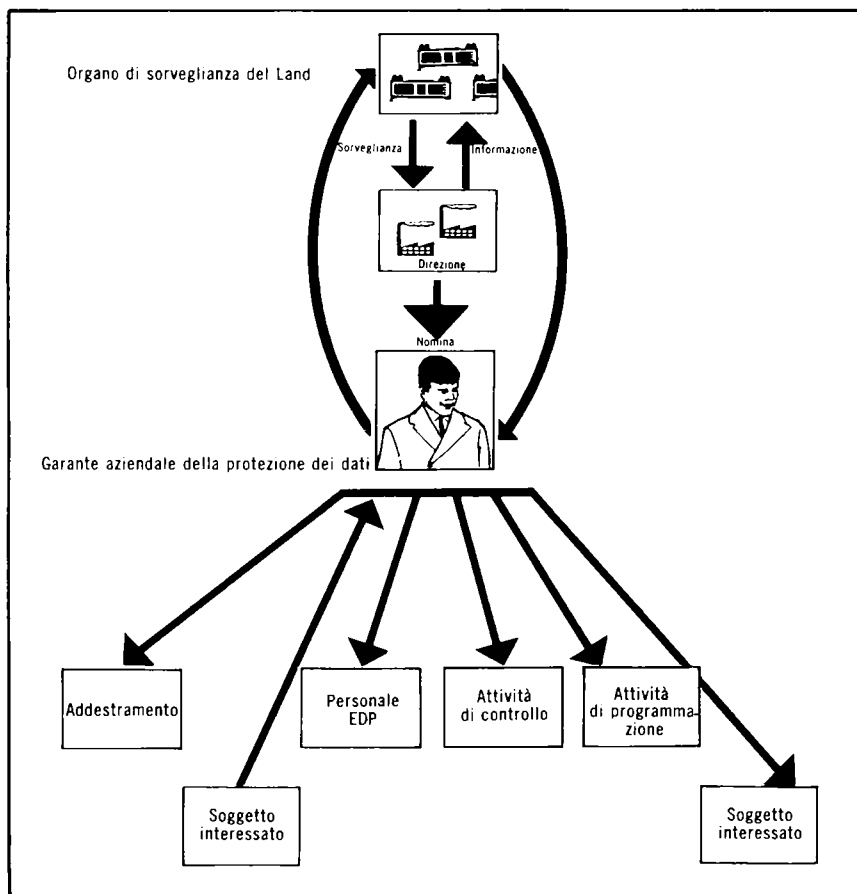 Organo di sorveglianza del Land
Sorveglianza
Informazione
Direzione
Nomina
Garante aziendale della protezione dei dati
Addestramento
Personale
EDP
Attività
di controllo
Attività
di programma-
zione
Soggetto
interessato
Soggetto
interessato